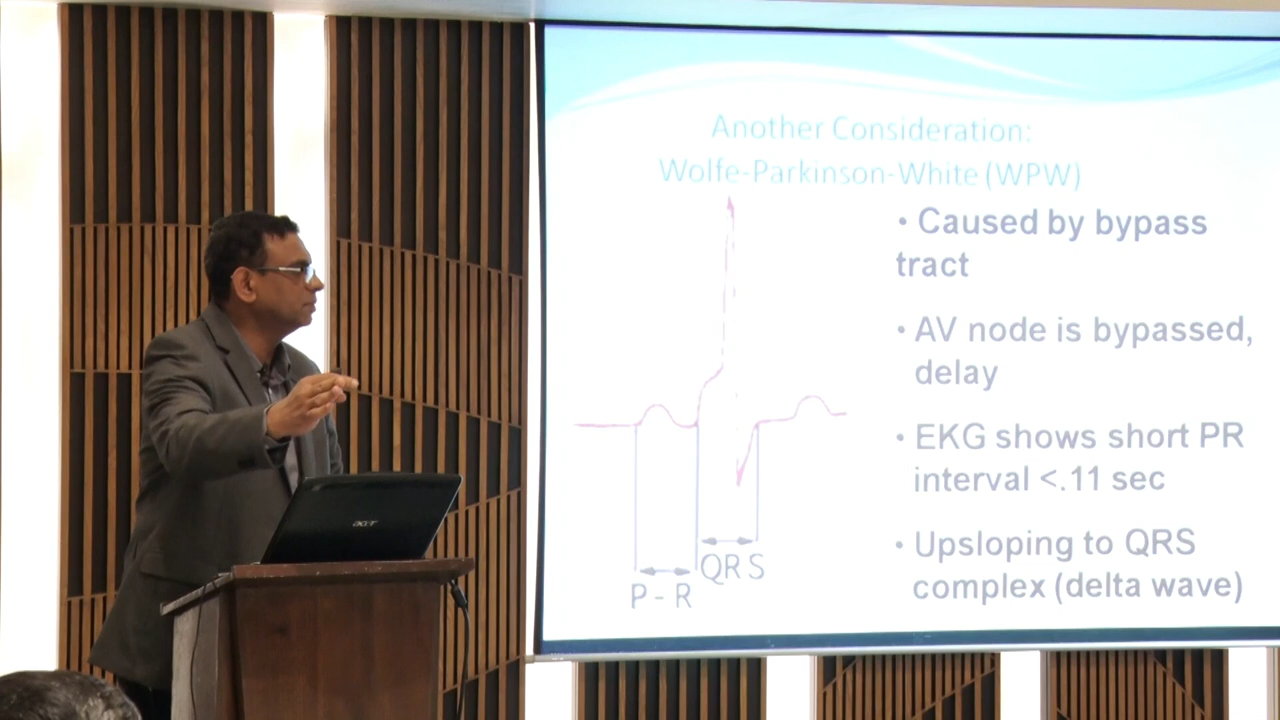 Another Consideration:
Wolfe-Parkinson-White (WPW)
• Caused by bypass
tract
• AV node is bypassed,
delay
• EKG shows short PR
interval <.11 sec
• Upsloping to QRS
complex (delta wave)
QRS
P - R
acer